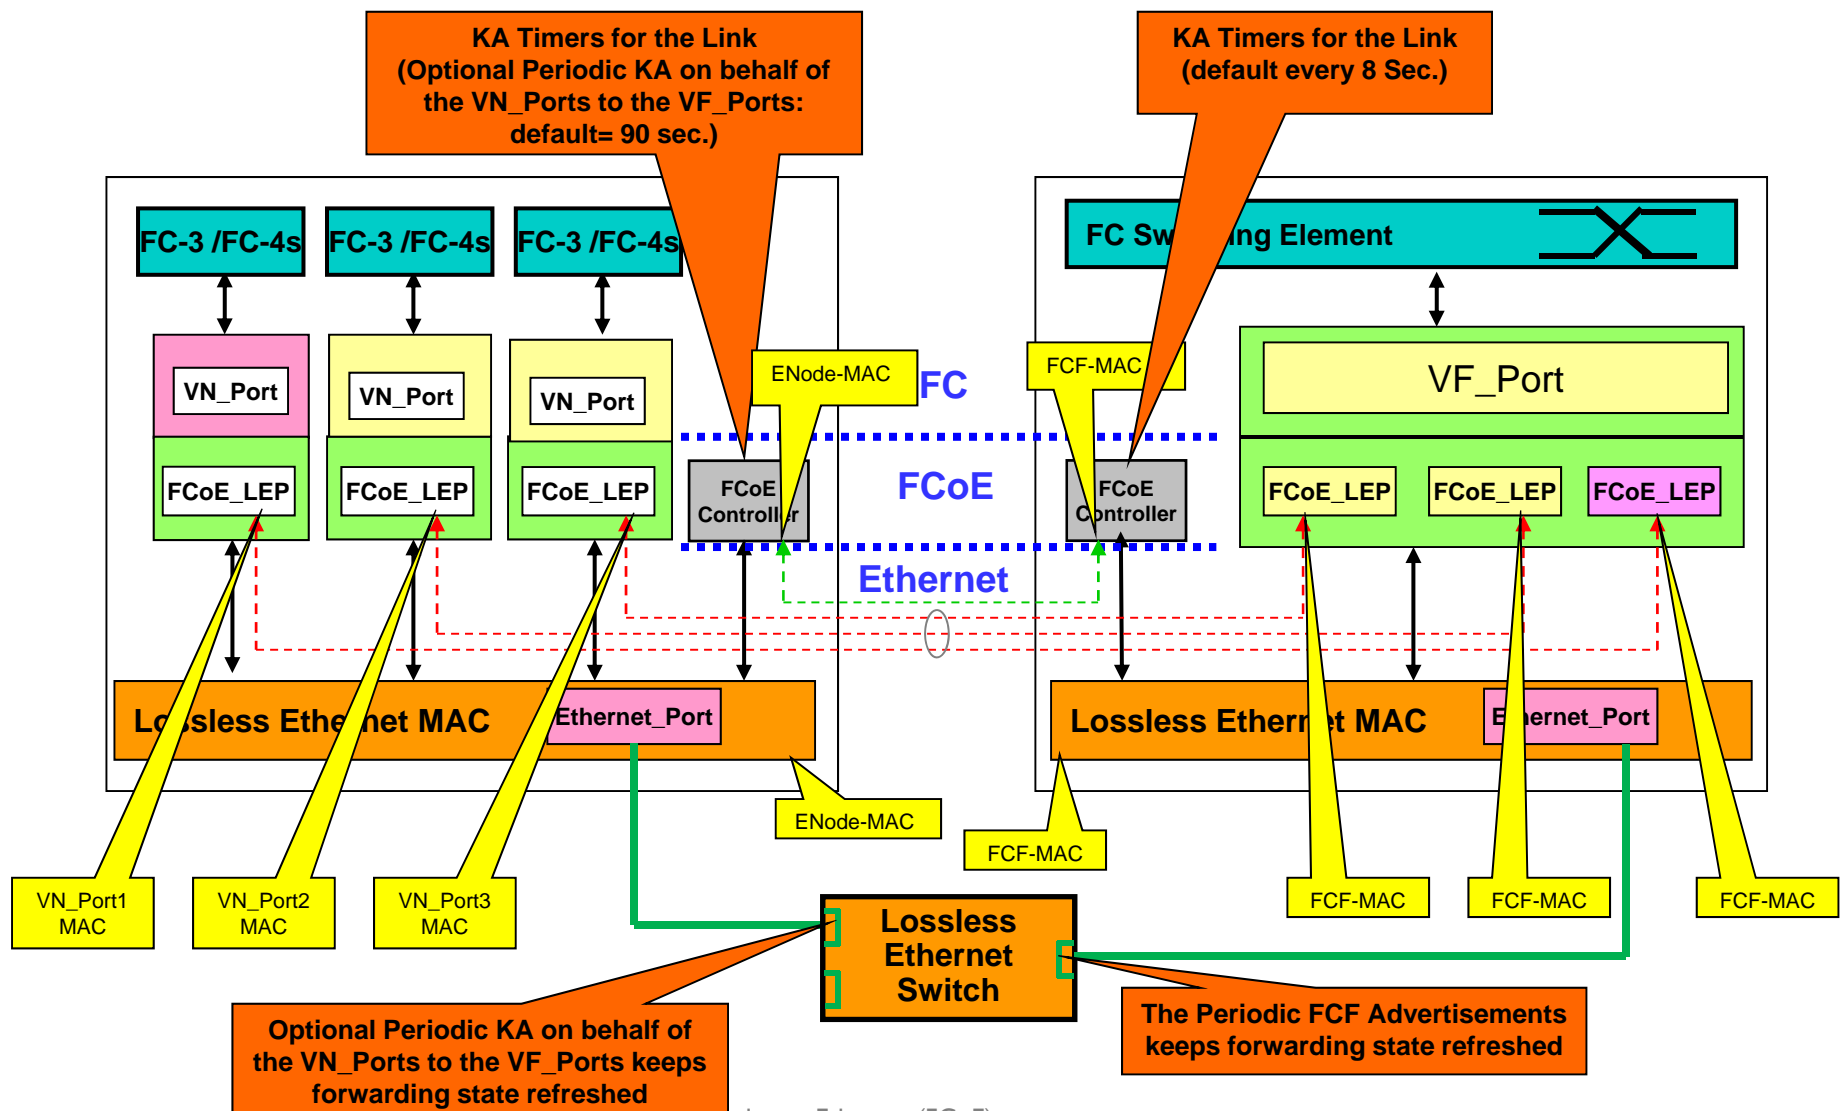 KA Timers for the Link
(Optional Periodic KA on behalf of
the VN_Ports to the VF_Ports:
default= 90 sec.)
KA Timers for the Link
(default every 8 Sec.)
FC-3 /FC-4s
FC-3 /FC-4s
FC-3 /FC-4s
FC Sw ng Element
VN_Port
VN_Port
VN_Port
ENode-MAC
FC
FCF-MAC
VF_Port
FCoE_LEP
FCoE_LEP
FCoE_LEP
FCoE
Controller
FCoE
FCoE
Controller
FCoE_LEP
FCoE_LEP
FCoE_LEP
Ethernet
Lossless Ethernet MAC
Ethernet_Port
Lossless Ethernet MAC
Ethernet_Port
ENode-MAC
FCF-MAC
VN_Port1
MAC
VN_Port2
MAC
VN_Port3
MAC
FCF-MAC
FCF-MAC
FCF-MAC
Lossless
Ethernet
Switch
Optional Periodic KA on behalf of
the VN_Ports to the VF_Ports keeps
forwarding state refreshed
The Periodic FCF Advertisements
keeps forwarding state refreshed